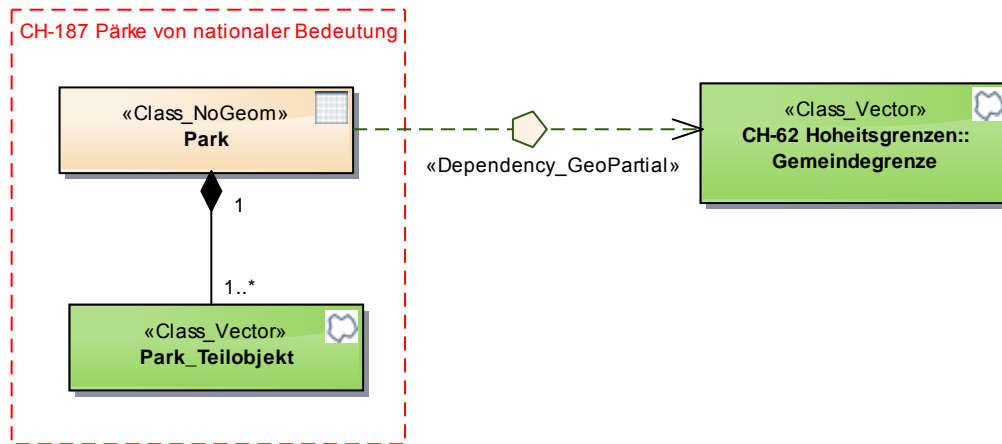 CH-187 Pärke von nationaler Bedeutung
«Class_NoGeom»
Park
1
1..*
«Class_Vector»
Park_Teilobjekt
«Dependency_GeoPartial»
«Class_Vector»
CH-62 Hoheitsgrenzen::
Gemeindegrenze